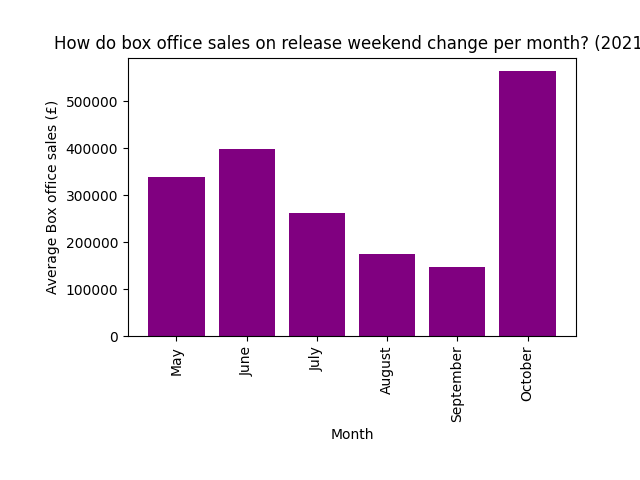 How do box office sales on release weekend change per month? (2021
Average Box office sales (£)
500000
400000
300000
200000
100000
0
May
June
July
August
September
October
Month